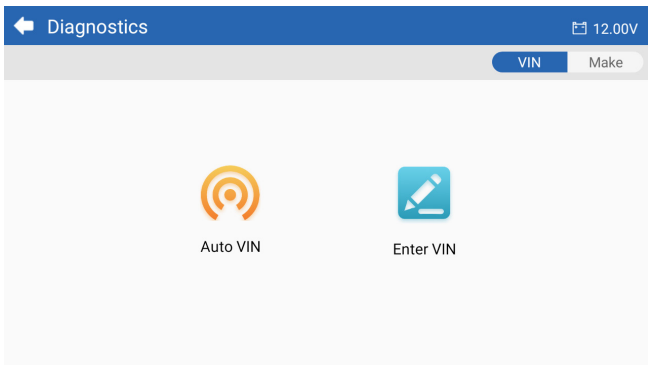 Diagnostics
12.00V
VIN
Make
Auto VIN
Enter VIN